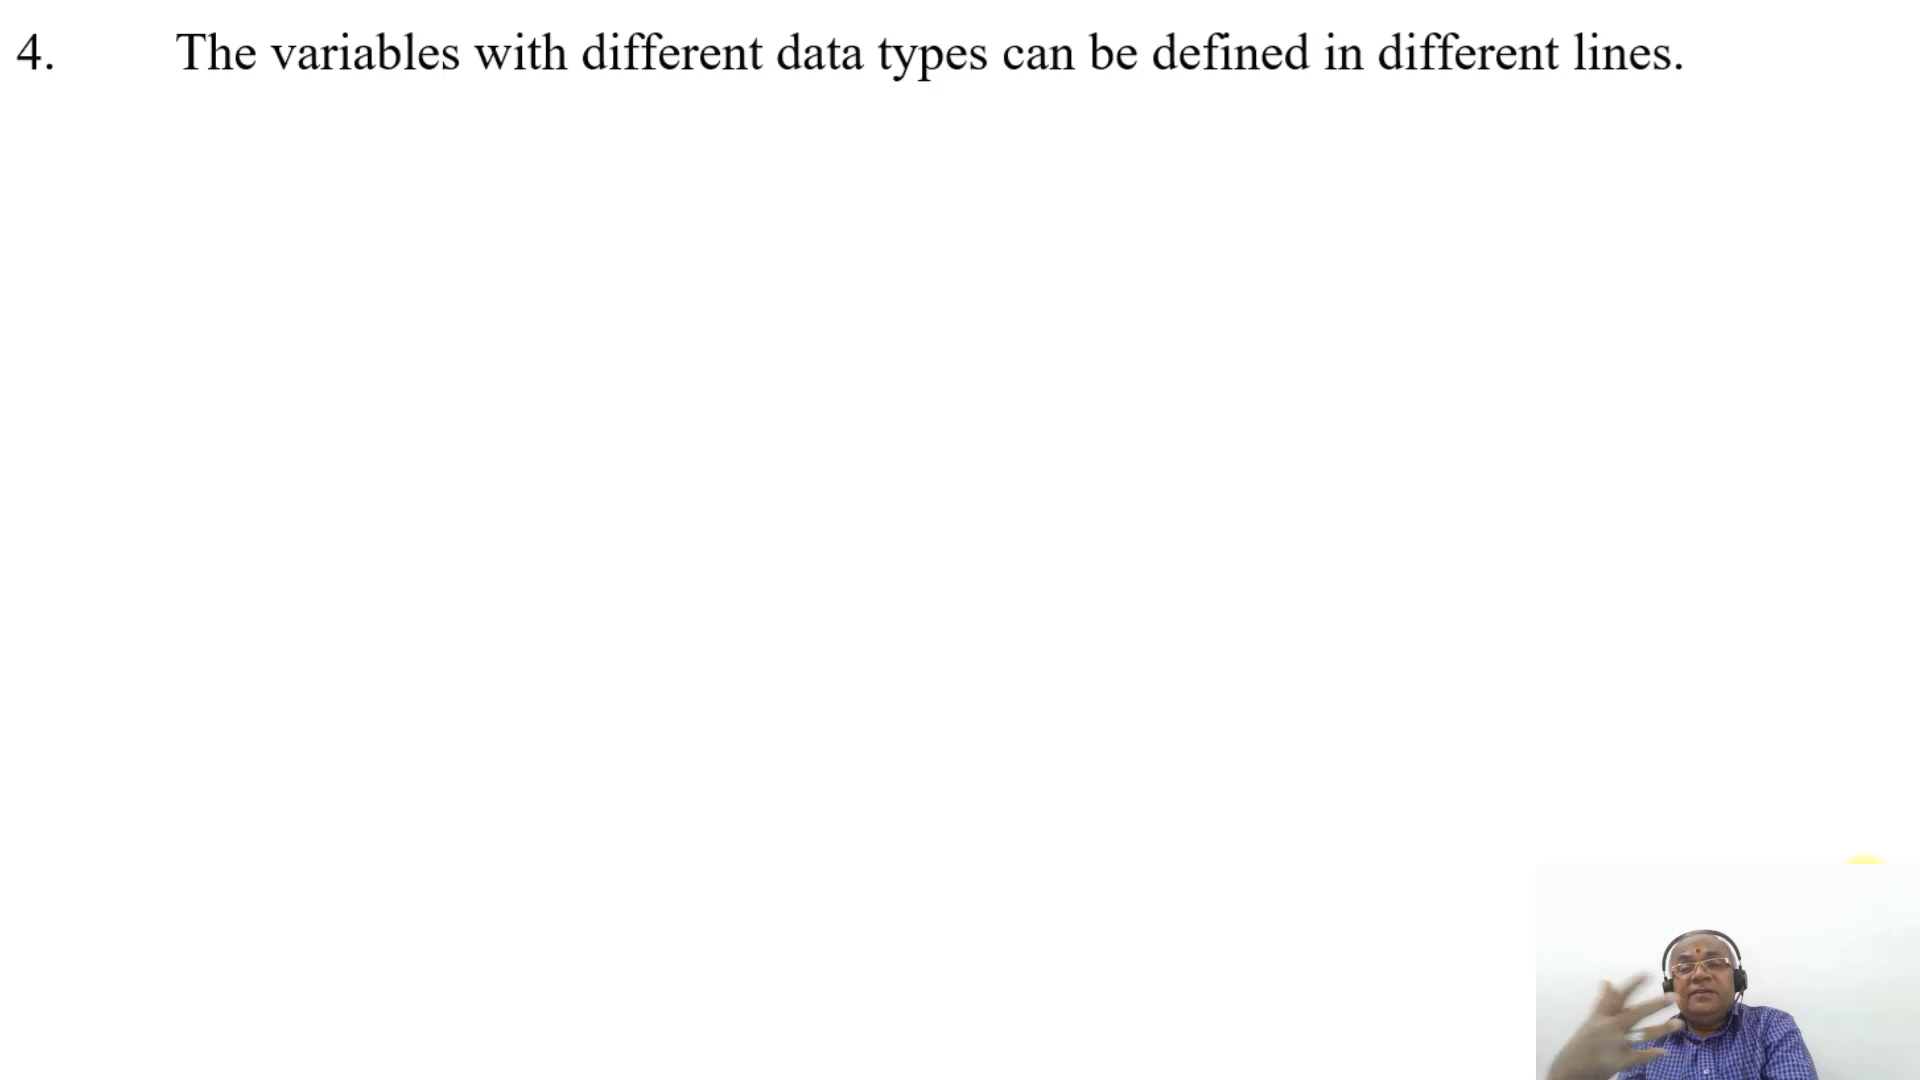 4. The variables with different data types can be defined in different lines.